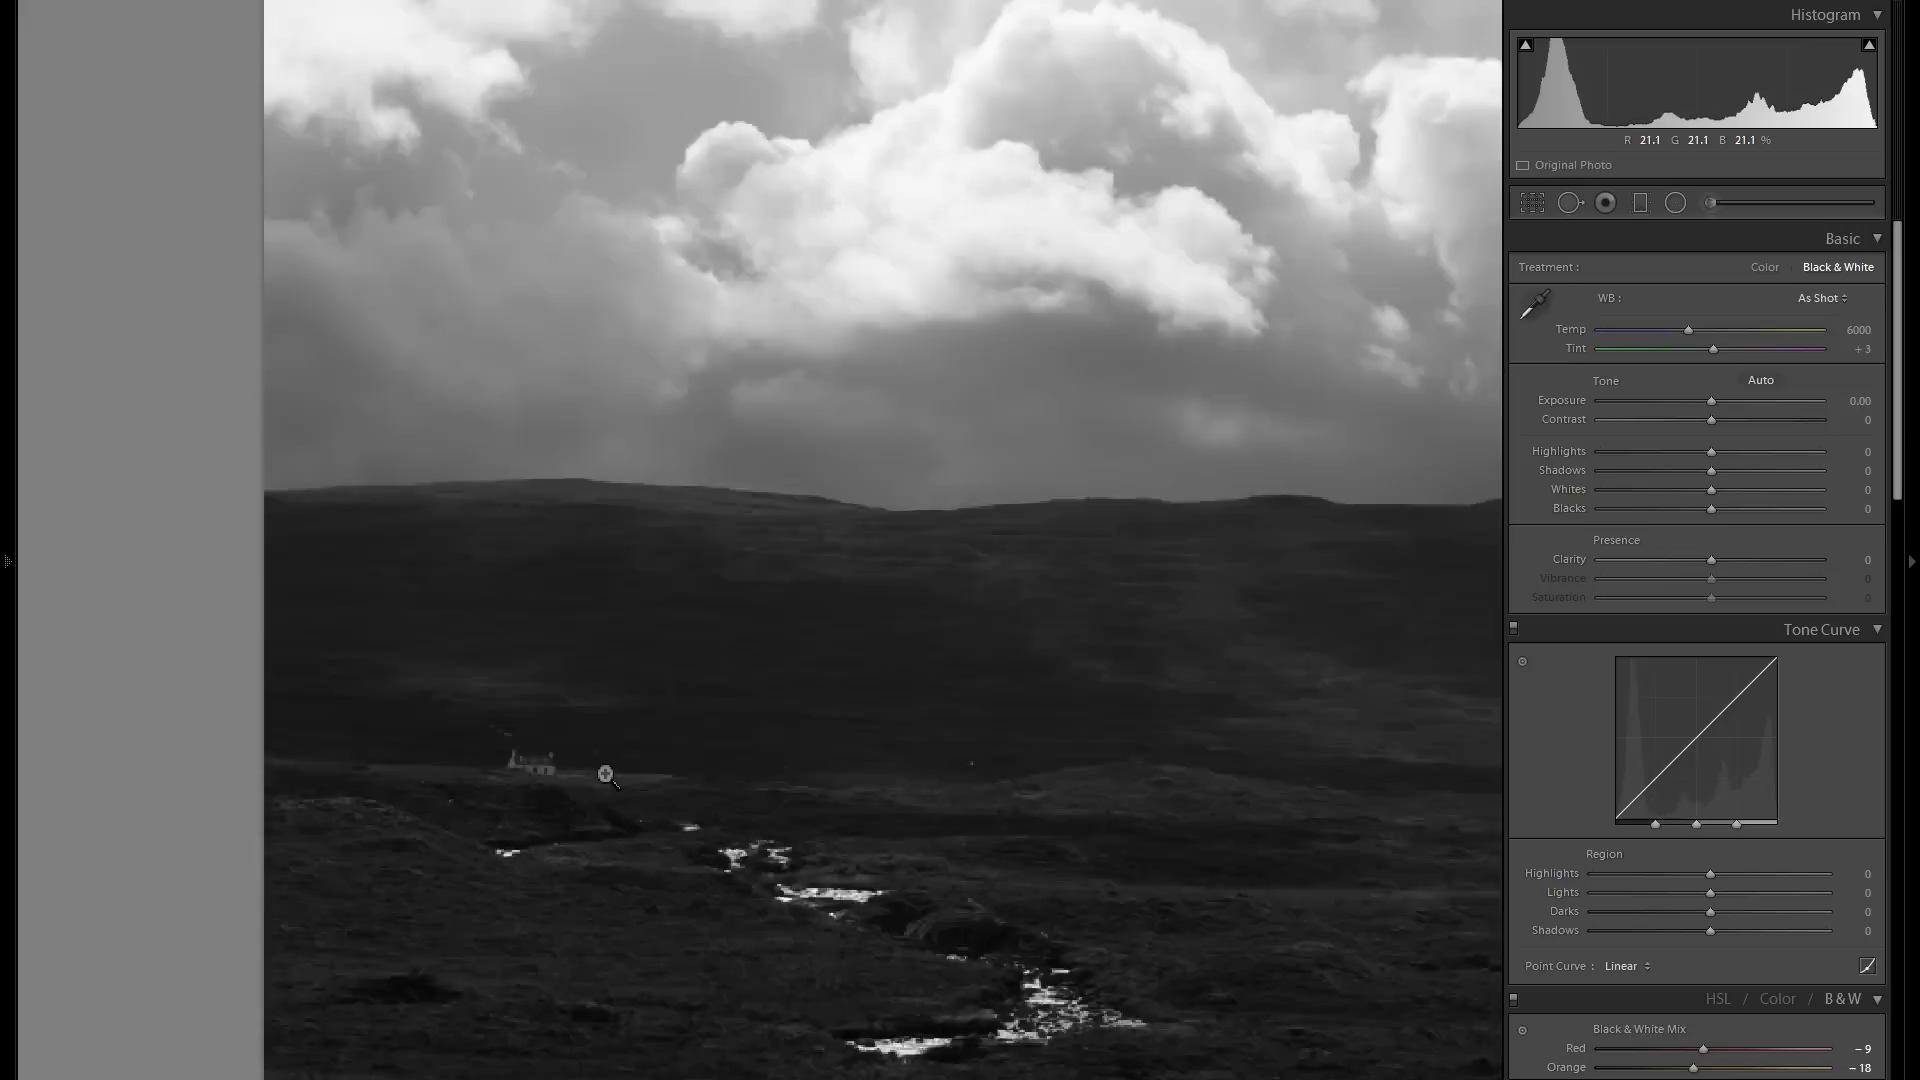 Histogram
R 21.1 G 21.1 B 21.1 %
Original Photo
Basic
Treatment : Color Black & White
WB : As Shot
Temp 6000
Tint + 3
Tone Auto
Exposure 0.00
Contrast 0
Highlights 0
Shadows 0
Whites 0
Blacks 0
Presence
Clarity 0
Vibrance 0
Saturation 0
Tone Curve
Region
Highlights 0
Lights 0
Darks 0
Shadows 0
Point Curve : Linear
HSL / Color / B & W
Black & White Mix
Red – 9
Orange – 18